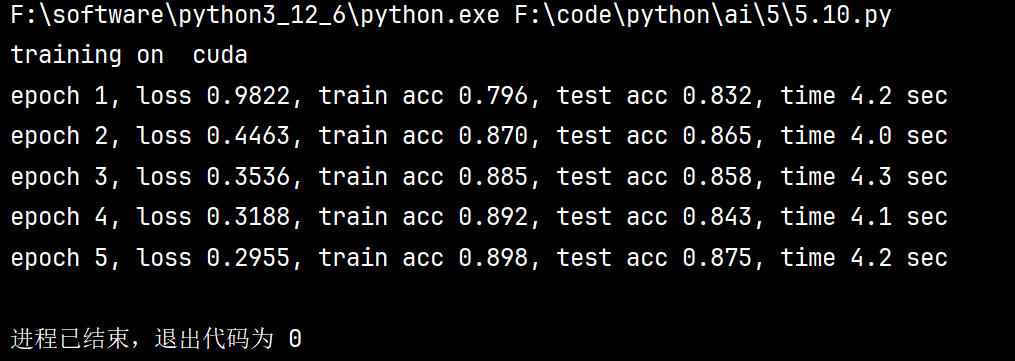 F:\software\python3_12_6\python.exe F:\code\python\ai\5\5.10.py
training on  cuda
epoch 1, loss 0.9822, train acc 0.796, test acc 0.832, time 4.2 sec
epoch 2, loss 0.4463, train acc 0.870, test acc 0.865, time 4.0 sec
epoch 3, loss 0.3536, train acc 0.885, test acc 0.858, time 4.3 sec
epoch 4, loss 0.3188, train acc 0.892, test acc 0.843, time 4.1 sec
epoch 5, loss 0.2955, train acc 0.898, test acc 0.875, time 4.2 sec
进程已结束，退出代码为 0